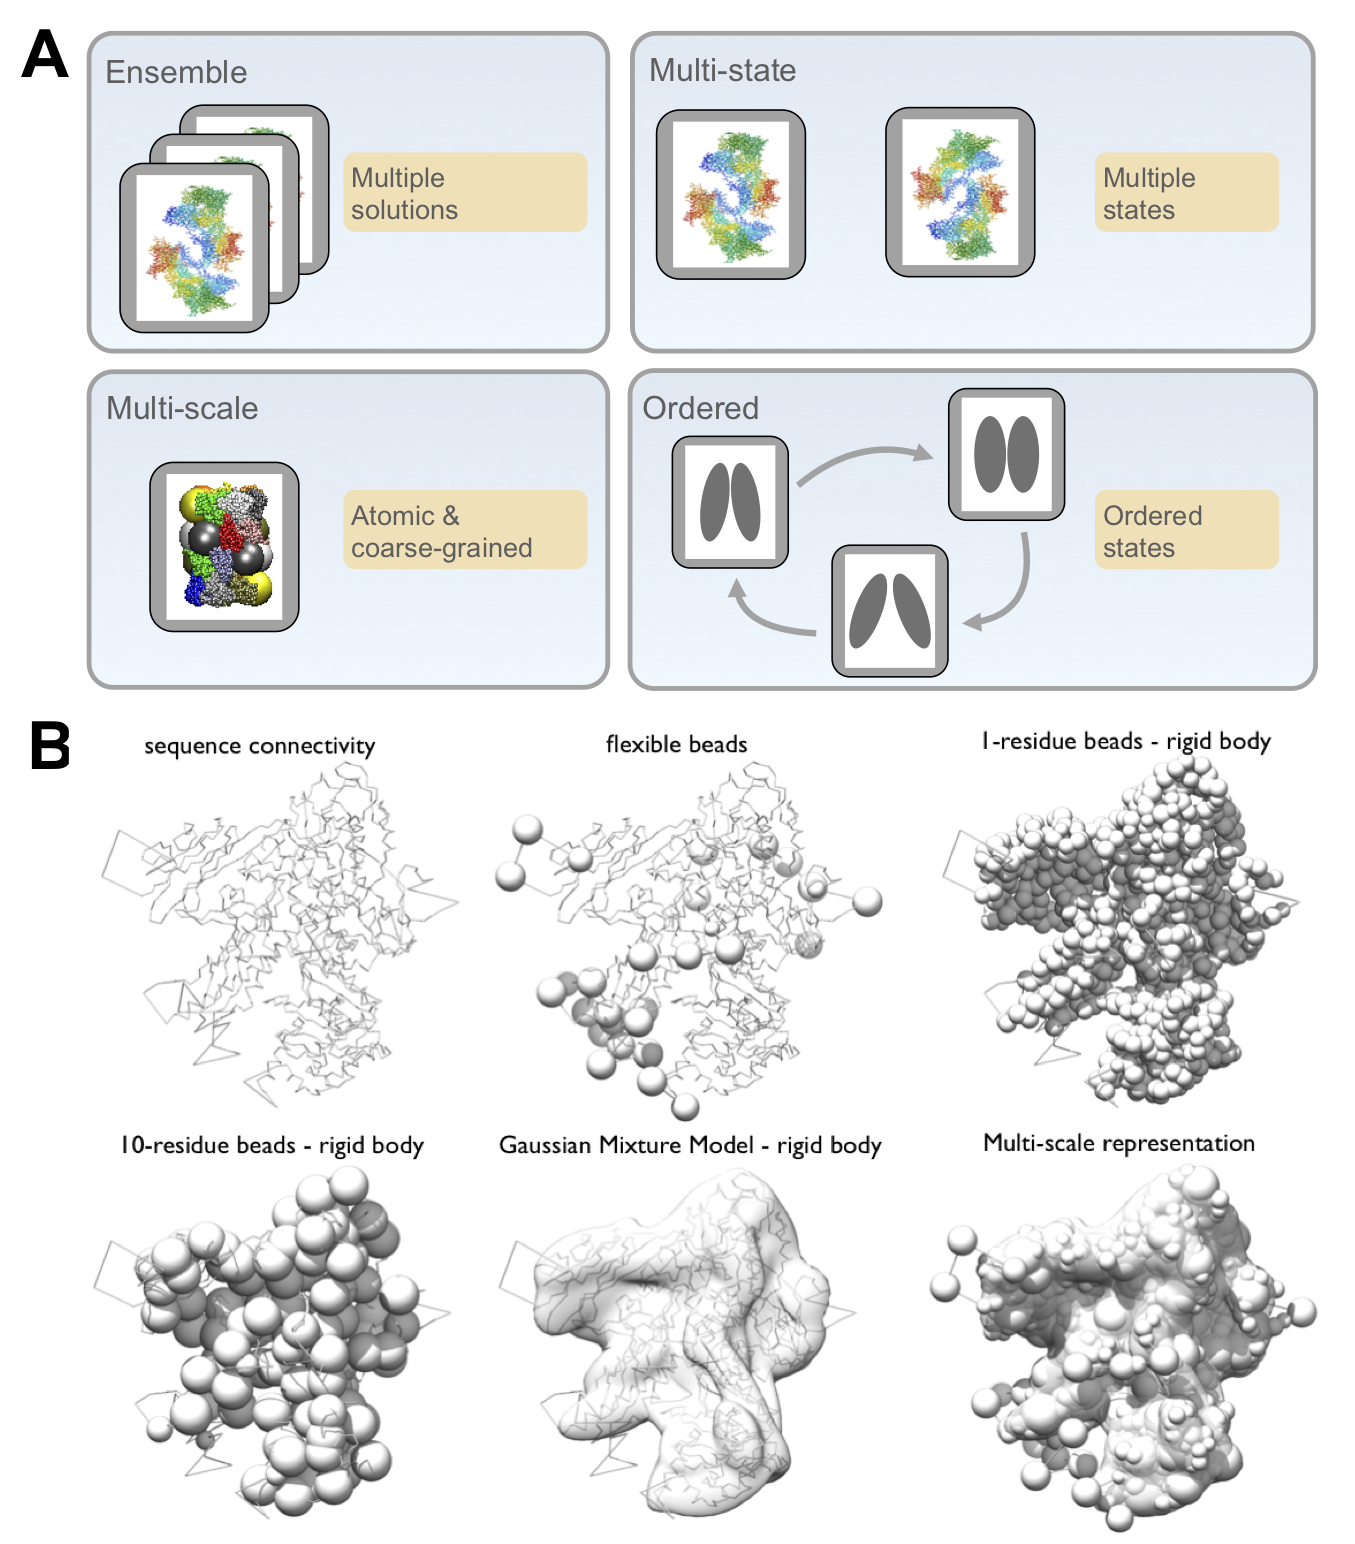 A
Ensemble
Multiple
solutions
Multi-state
Multiple
states
Multi-scale
Atomic &
coarse-grained
Ordered
Ordered
states
B
sequence connectivity
flexible beads
1-residue beads - rigid body
10-residue beads - rigid body
Gaussian Mixture Model - rigid body
Multi-scale representation